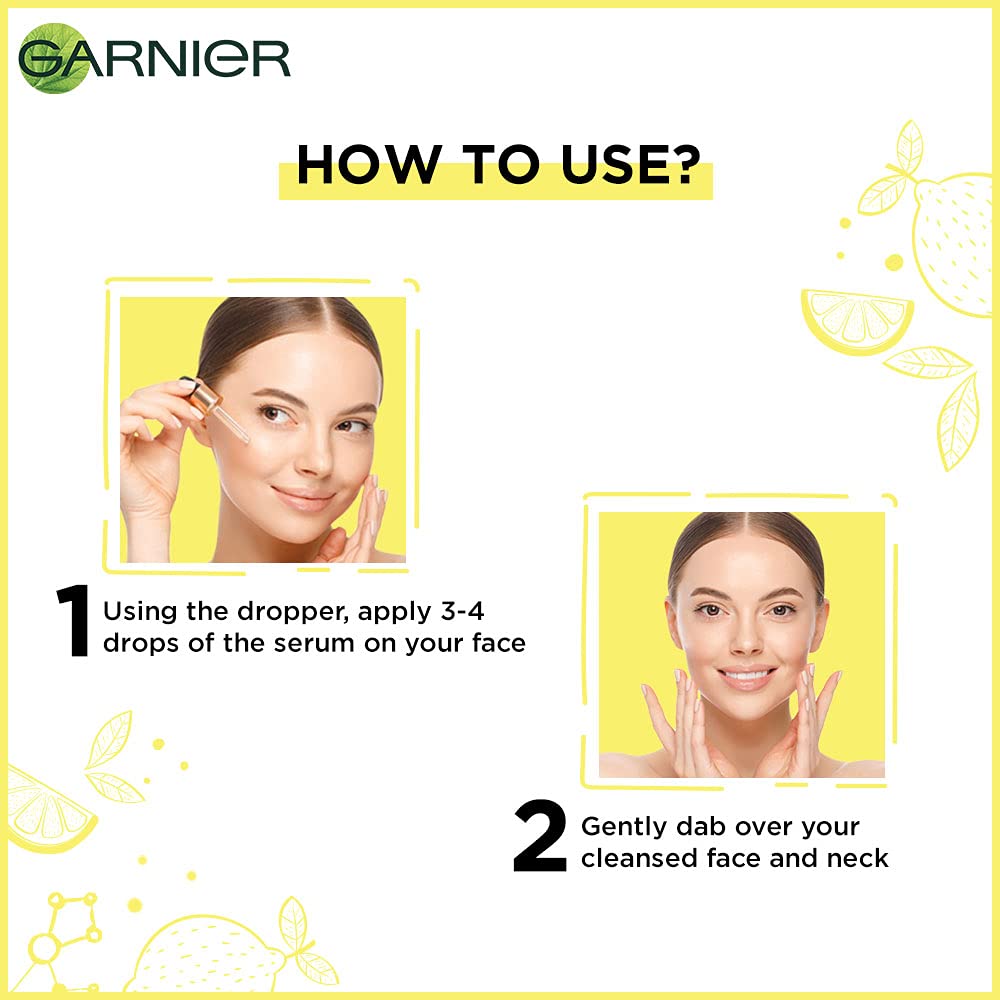 GARNIER
HOW TO USE?
1 Using the dropper, apply 3-4
drops of the serum on your face
2 Gently dab over your
cleansed face and neck